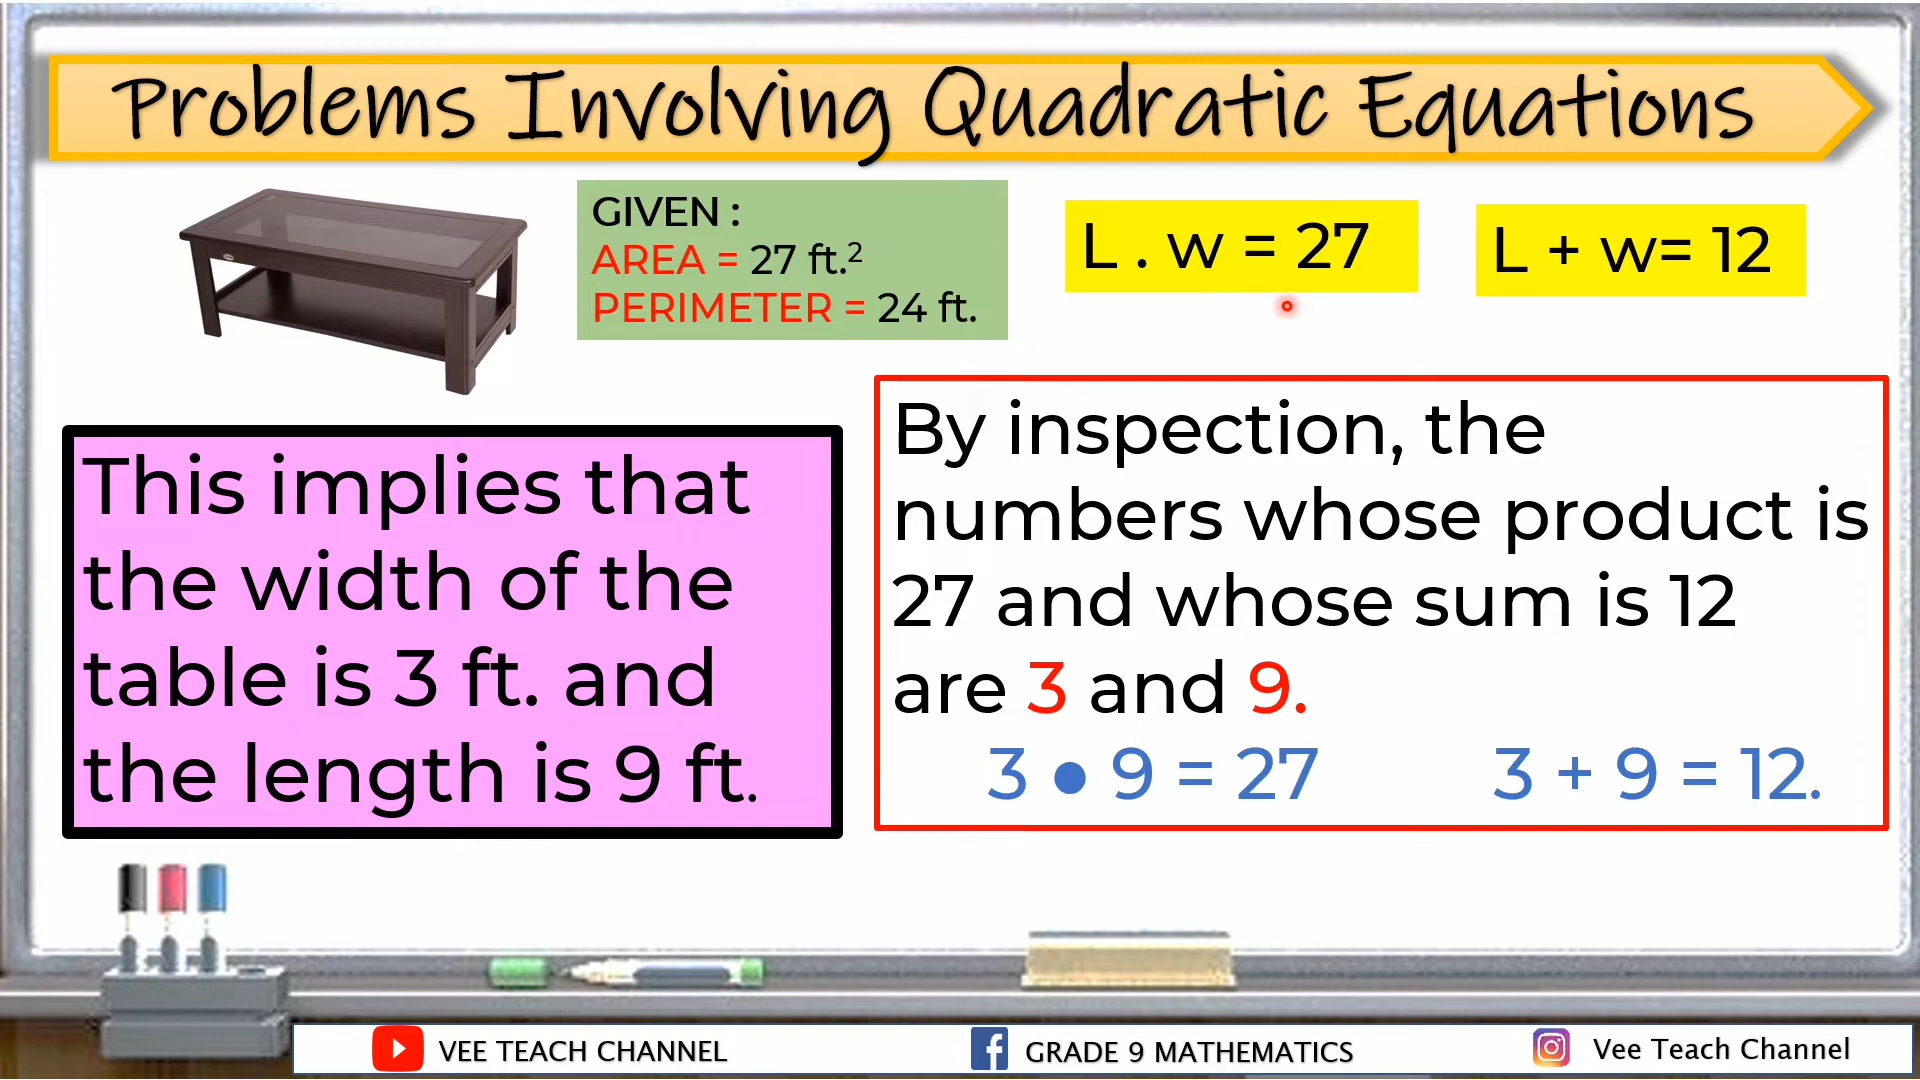 Problems Involving Quadratic Equations
GIVEN :
AREA = 27 ft.²
PERIMETER = 24 ft.
L . w = 27
L + w= 12
This implies that
the width of the
table is 3 ft. and
the length is 9 ft.
By inspection, the
numbers whose product is
27 and whose sum is 12
are 3 and 9.
3 • 9 = 27
3 + 9 = 12.
VEE TEACH CHANNEL
GRADE 9 MATHEMATICS
Vee Teach Channel